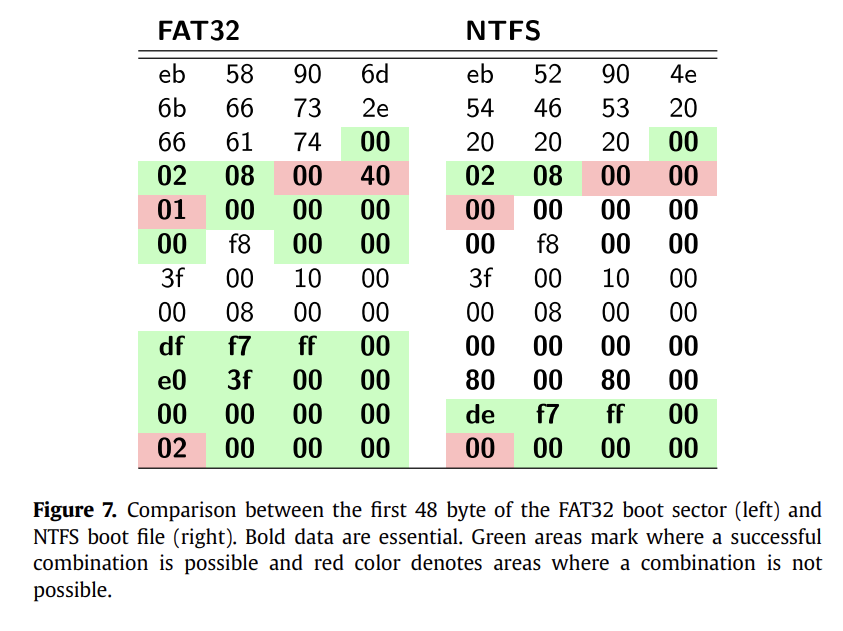 FAT32 NTFS
eb 58 90 6d eb 52 90 4e
6b 66 73 2e 54 46 53 20
66 61 74 00 20 20 20 00
02 08 00 40 02 08 00 00
01 00 00 00 00 00 00 00
00 f8 00 00 00 f8 00 00
3f 00 10 00 3f 00 10 00
00 08 00 00 00 08 00 00
df f7 ff 00 00 00 00 00
e0 3f 00 00 80 00 80 00
00 00 00 00 de f7 ff 00
02 00 00 00 00 00 00 00
Figure 7. Comparison between the first 48 byte of the FAT32 boot sector (left) and
NTFS boot file (right). Bold data are essential. Green areas mark where a successful
combination is possible and red color denotes areas where a combination is not
possible.